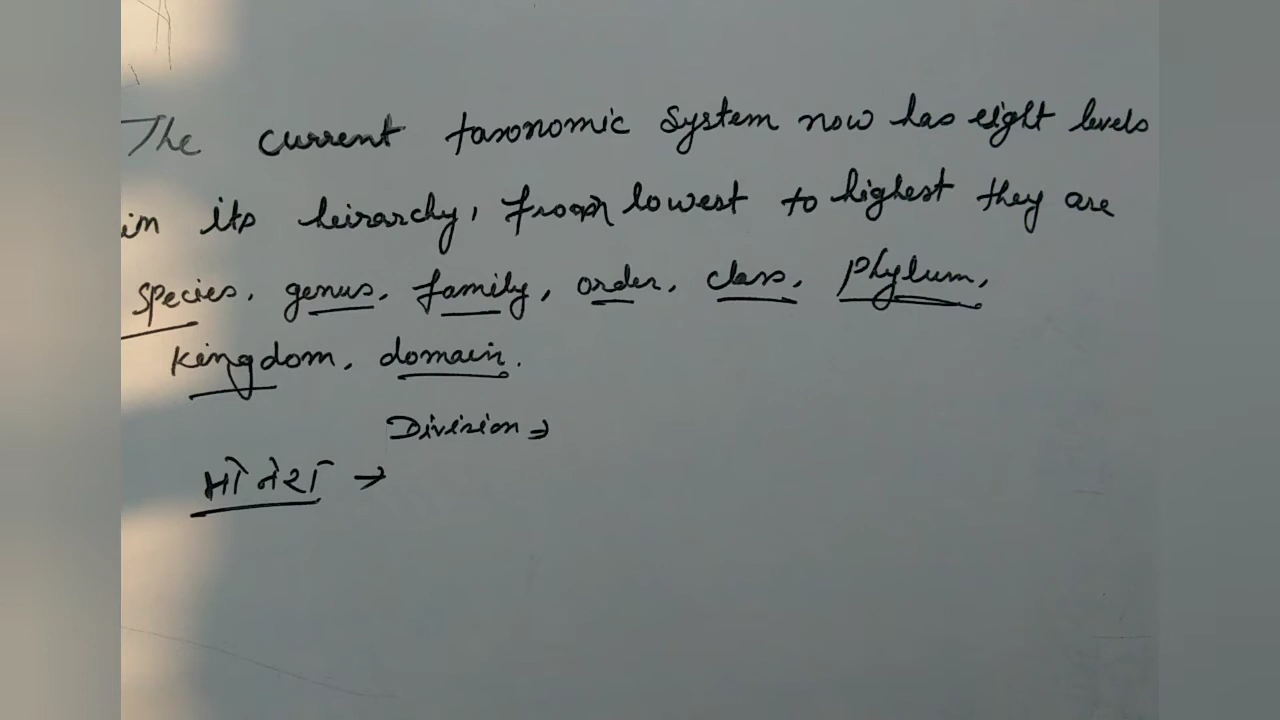 The current taxonomic system now has eight levels
in its heirarchy, from lowest to highest they are
species, genus, family, order, class, phylum,
kingdom, domain.
Division →
મોનેરા →